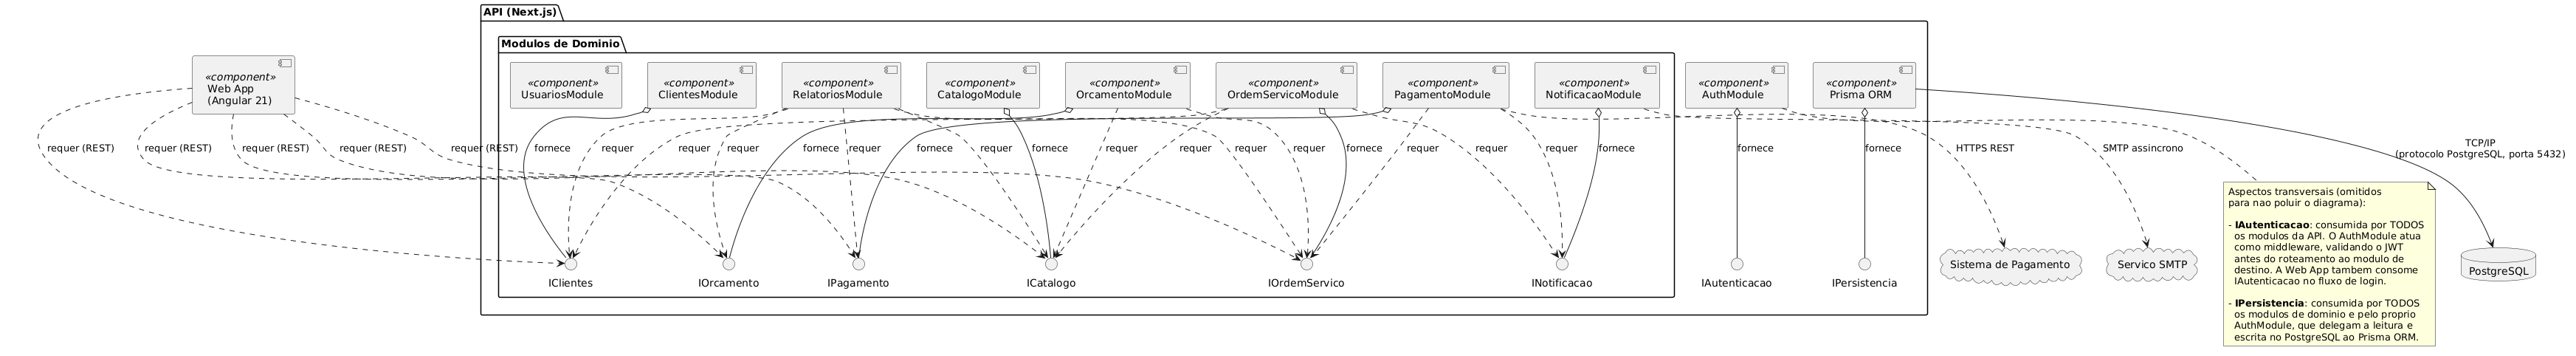 API (Next.js)
Modulos de Dominio
«component»
Web App
(Angular 21)
«component»
UsuariosModule
«component»
ClientesModule
«component»
RelatoriosModule
«component»
CatalogoModule
«component»
OrcamentoModule
«component»
OrdemServicoModule
«component»
PagamentoModule
«component»
NotificacaoModule
«component»
AuthModule
«component»
Prisma ORM
requer (REST)
requer (REST)
requer (REST)
requer (REST)
requer (REST)
fornece
requer
requer
requer
fornece
requer
fornece
requer
fornece
requer
requer
requer
requer
fornece
requer
requer
requer
fornece
fornece
fornece
HTTPS REST
SMTP assincrono
TCP/IP
(protocolo PostgreSQL, porta 5432)
Aspectos transversais (omitidos
para nao poluir o diagrama):
- IAutenticacao: consumida por TODOS
os modulos da API. O AuthModule atua
como middleware, validando o JWT
antes do roteamento ao modulo de
destino. A Web App tambem consome
IAutenticacao no fluxo de login.
- IPersistencia: consumida por TODOS
os modulos de dominio e pelo proprio
AuthModule, que delegam a leitura e
escrita no PostgreSQL ao Prisma ORM.
Sistema de Pagamento
Servico SMTP
PostgreSQL
IClientes
IOrcamento
IPagamento
ICatalogo
IOrdemServico
INotificacao
IAutenticacao
IPersistencia